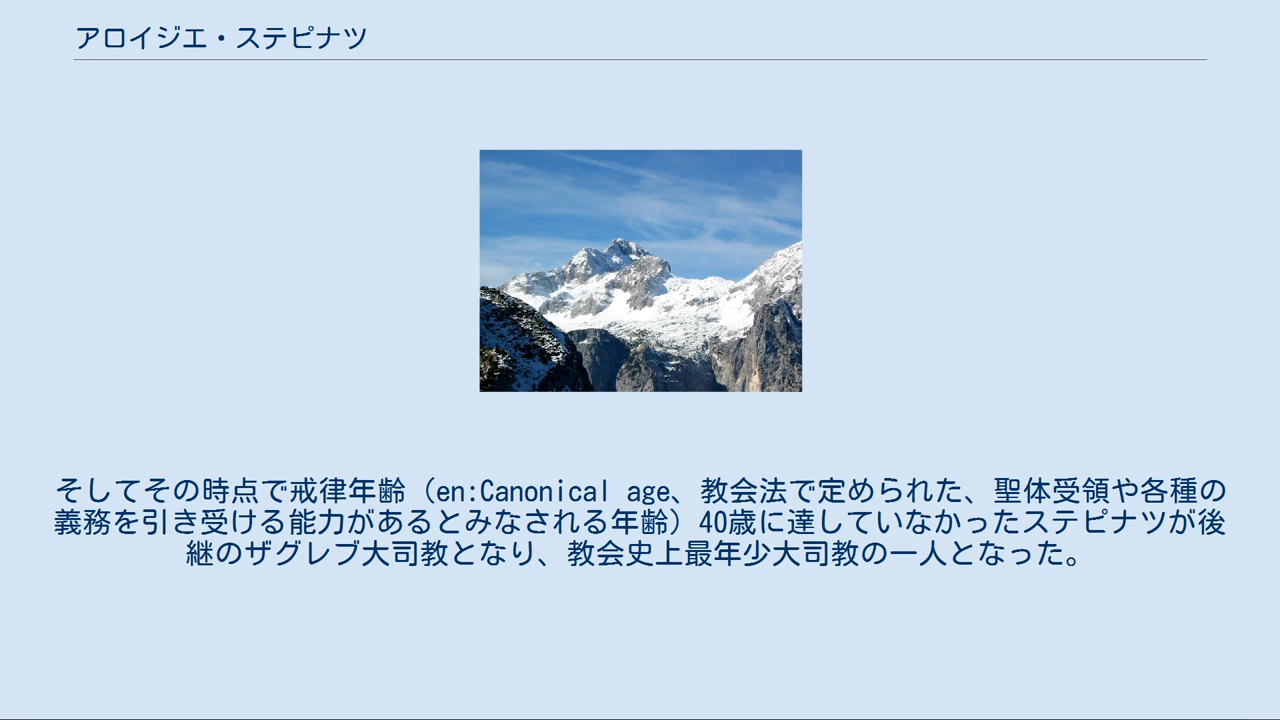 アロイジエ・ステピナツ
そしてその時点で戒律年齢（en:Canonical age、教会法で定められた、聖体受領や各種の
義務を引き受ける能力があるとみなされる年齢）40歳に達していなかったステピナツが後
継のザグレブ大司教となり、教会史上最年少大司教の一人となった。